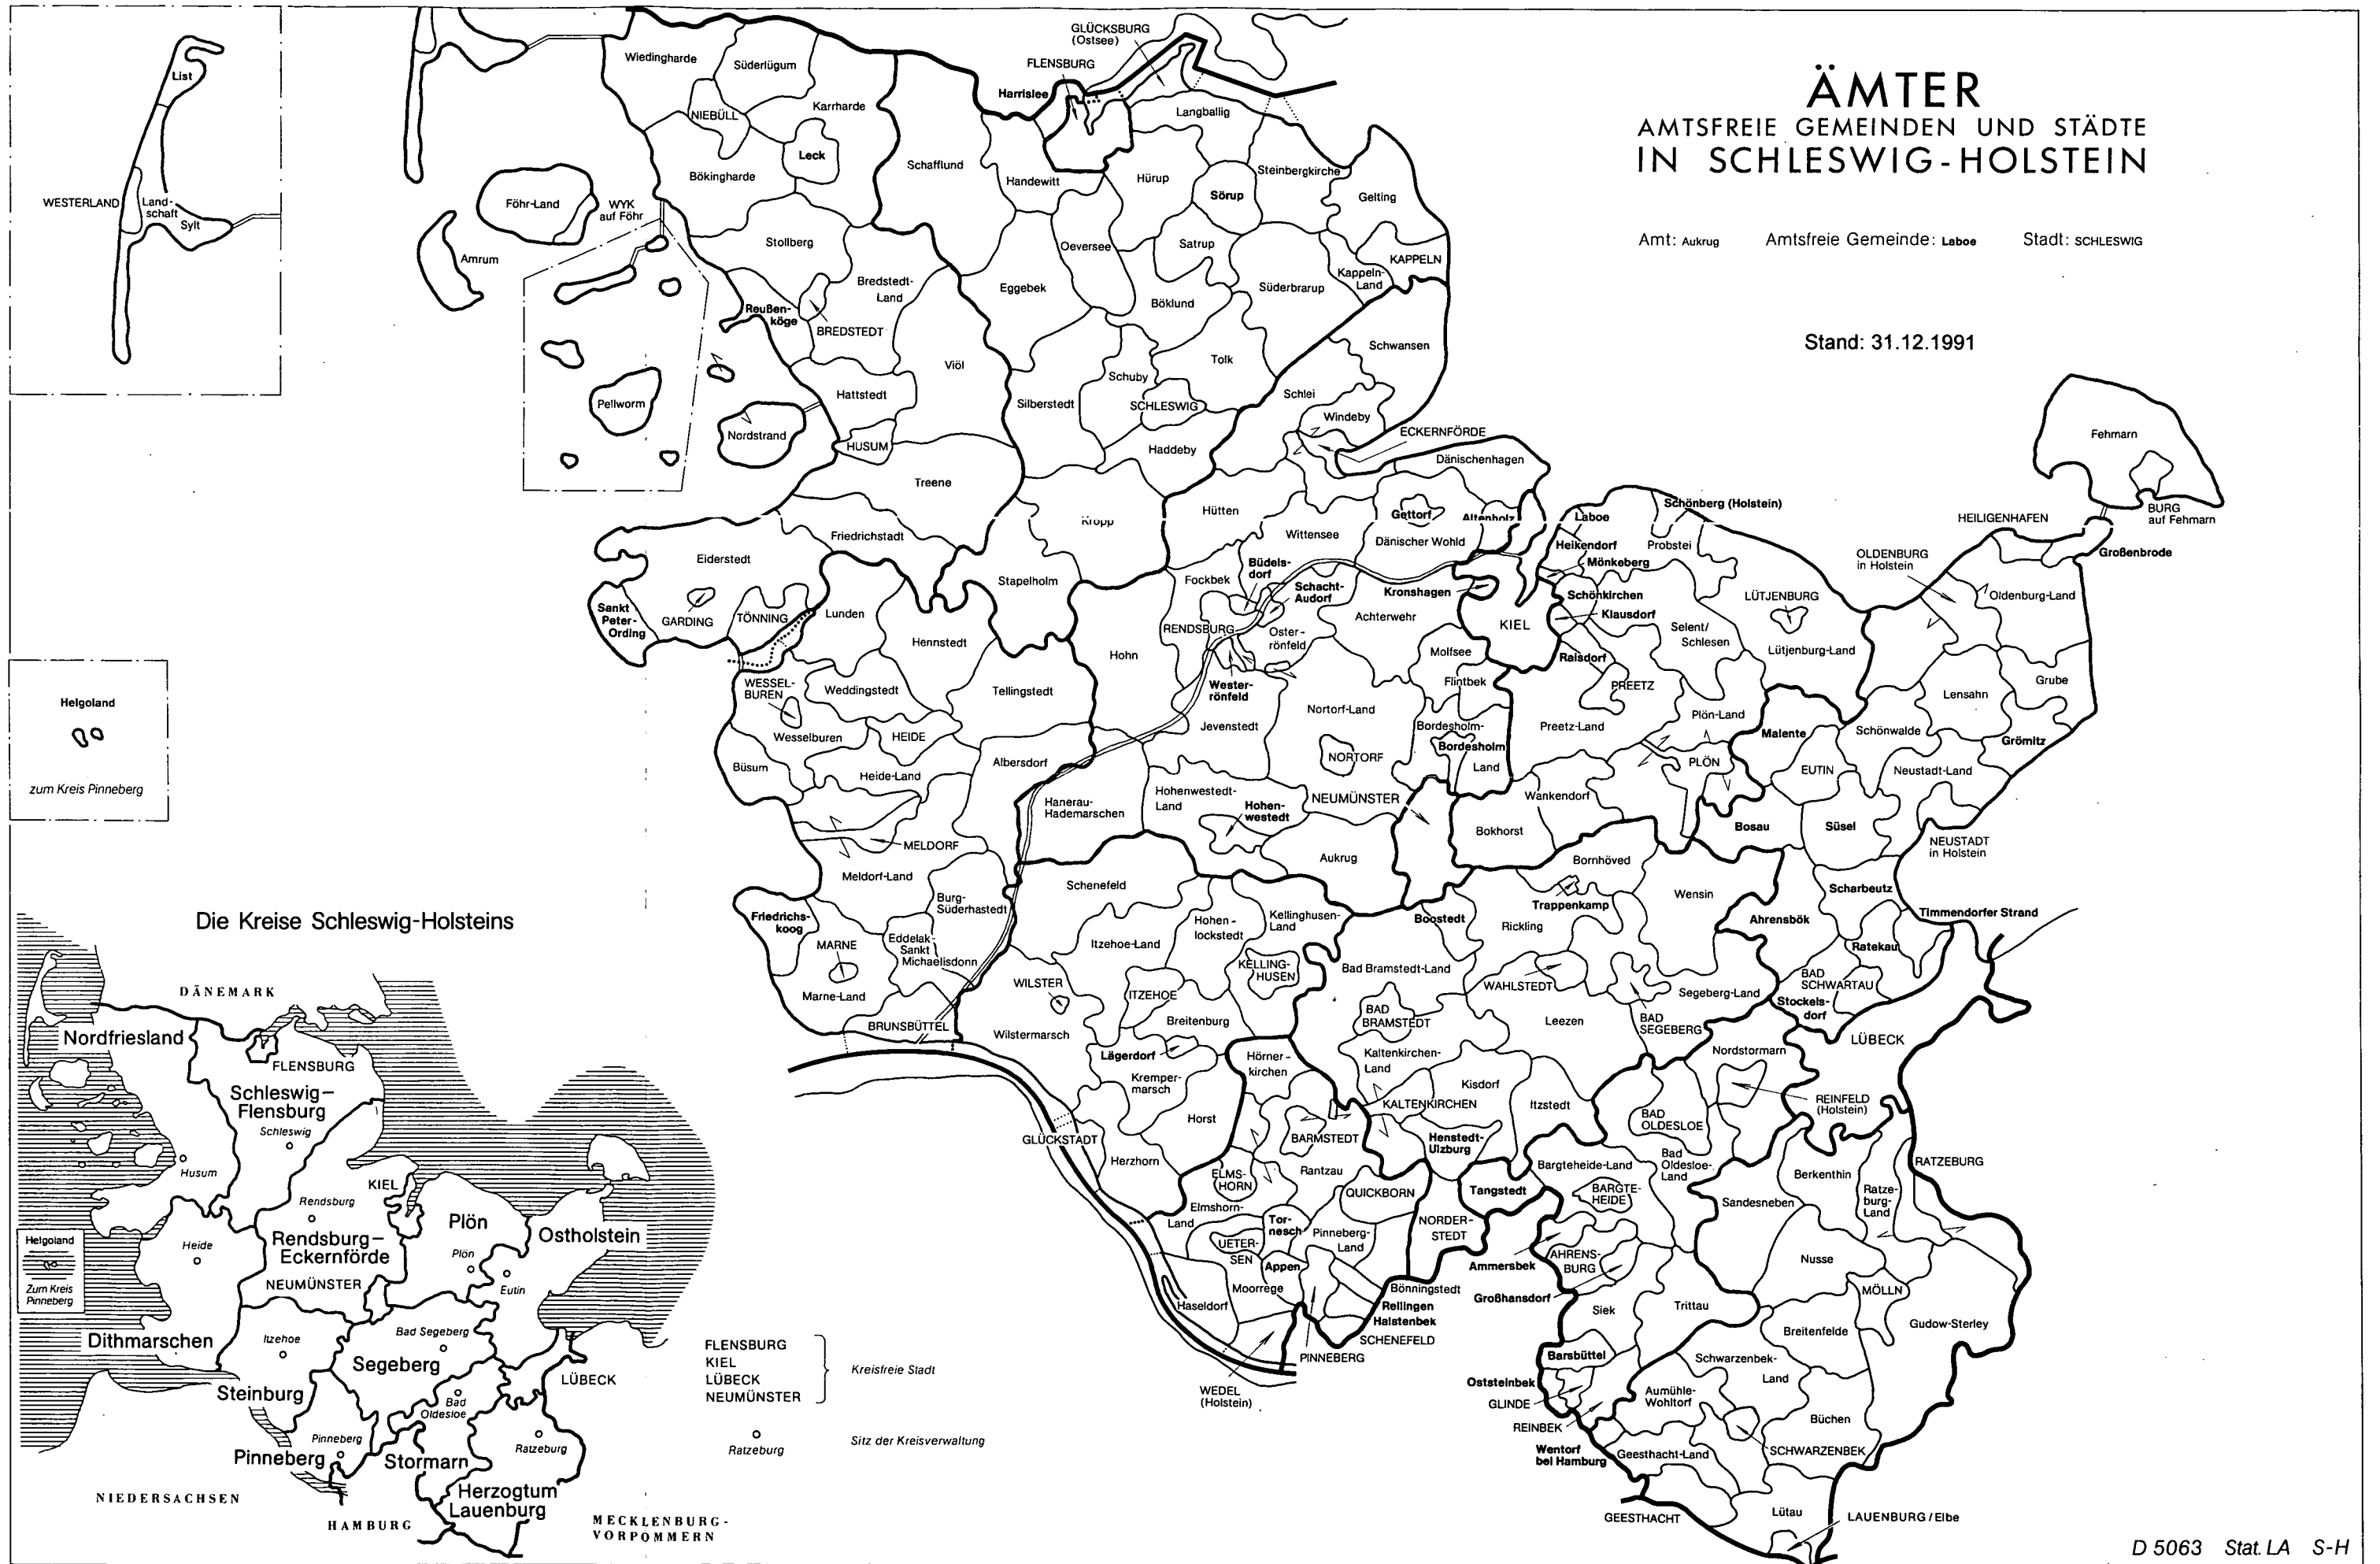 ÄMTER
AMTSFREIE GEMEINDEN UND STÄDTE
IN SCHLESWIG-HOLSTEIN
Amt: Aukrug Amtsfreie Gemeinde: Laboe Stadt: SCHLESWIG
Stand: 31.12.1991
List
WESTERLAND
Land-
schaft
Sylt
Föhr-Land
WYK
auf Föhr
Amrum
Pellworm
Nordstrand
Wiedingharde
Süderlügum
NIEBÜLL
Karrharde
Leck
Bökingharde
Stollberg
Reußen-
köge
BREDSTEDT
Bredstedt-
Land
Viöl
Hattstedt
HUSUM
Treene
Friedrichstadt
Eiderstedt
Sankt
Peter-
Ording
GARDING
TÖNNING
GLÜCKSBURG
(Ostsee)
FLENSBURG
Harrislee
Langballig
Schafflund
Handewitt
Hürup
Sörup
Steinbergkirche
Gelting
Oeversee
Satrup
KAPPELN
Kappeln-
Land
Eggebek
Böklund
Süderbrarup
Tolk
Schuby
SCHLESWIG
Silberstedt
Haddeby
Kropp
Stapelholm
Schwansen
Schlei
Windeby
ECKERNFÖRDE
Dänischenhagen
Hütten
Wittensee
Gettorf
Altenholz
Dänischer Wohld
Fockbek
Büdels-
dorf
Schacht-
Audorf
RENDSBURG
Oster-
rönfeld
Wester-
rönfeld
Achterwehr
Kronshagen
KIEL
Molfsee
Flintbek
Hohn
Jevenstedt
Nortorf-Land
NORTORF
Bordesholm-
Bordesholm
Land
Hanerau-
Hademarschen
Hohenwestedt-
Land
Hohen-
westedt
NEUMÜNSTER
Aukrug
Laboe
Schönberg (Holstein)
Heikendorf
Probstei
Mönkeberg
Schönkirchen
Klausdorf
Raisdorf
Selent/
Schlesen
LÜTJENBURG
Lütjenburg-Land
PREETZ
Preetz-Land
Plön-Land
PLÖN
Wankendorf
Bokhorst
Fehmarn
BURG
auf Fehmarn
HEILIGENHAFEN
Großenbrode
OLDENBURG
in Holstein
Oldenburg-Land
Lensahn
Grube
Malente
Schönwalde
Grömitz
EUTIN
Neustadt-Land
Bosau
Süsel
NEUSTADT
in Holstein
Scharbeutz
Ahrensbök
Timmendorfer Strand
Ratekau
BAD
SCHWARTAU
Stockels-
dorf
LÜBECK
Lunden
Hennstedt
WESSEL-
BUREN
Weddingstedt
Tellingstedt
Wesselburen
HEIDE
Büsum
Heide-Land
Albersdorf
MELDORF
Meldorf-Land
Burg-
Süderhastedt
Friedrichs-
koog
MARNE
Eddelak-
Sankt
Michaelisdonn
Marne-Land
BRUNSBÜTTEL
Schenefeld
Itzehoe-Land
Hohen-
lockstedt
Kellinghusen-
Land
KELLING-
HUSEN
WILSTER
ITZEHOE
Breitenburg
Wilstermarsch
Lägerdorf
Kremper-
marsch
Horst
GLÜCKSTADT
Herzhorn
Bornhöved
Trappenkamp
Wensin
Boostedt
Rickling
Bad Bramstedt-Land
WAHLSTEDT
Segeberg-Land
BAD
BRAMSTEDT
Leezen
BAD
SEGEBERG
Kaltenkirchen-
Land
Kisdorf
KALTENKIRCHEN
Itzstedt
Henstedt-
Ulzburg
NORDER-
STEDT
Hörner-
kirchen
BARMSTEDT
ELMS-
HORN
Rantzau
Elmshorn-
Land
QUICKBORN
Tor-
nesch
Pinneberg-
Land
UETER-
SEN
Appen
Moorrege
Haseldorf
Bönningstedt
Rellingen
Halstenbek
SCHENEFELD
PINNEBERG
WEDEL
(Holstein)
Nordstormarn
REINFELD
(Holstein)
BAD
OLDESLOE
Bad
Oldesloe-
Land
Bargteheide-Land
BARGTE-
HEIDE
Tangstedt
Ammersbek
AHRENS-
BURG
Großhansdorf
Siek
Trittau
Barsbüttel
Oststeinbek
GLINDE
REINBEK
Wentorf
bei Hamburg
RATZEBURG
Berkenthin
Ratze-
burg-
Land
Sandesneben
Nusse
MÖLLN
Breitenfelde
Gudow-Sterley
Schwarzenbek-
Land
Aumühle-
Wohltorf
Büchen
SCHWARZENBEK
Geesthacht-Land
GEESTHACHT
Lütau
LAUENBURG/Elbe
Helgoland
zum Kreis Pinneberg
Die Kreise Schleswig-Holsteins
DÄNEMARK
Nordfriesland
FLENSBURG
Schleswig-
Flensburg
Schleswig
Husum
KIEL
Rendsburg
Plön
Rendsburg-
Eckernförde
Ostholstein
Heide
Plön
NEUMÜNSTER
Eutin
Helgoland
Zum Kreis
Pinneberg
Dithmarschen
Itzehoe
Bad Segeberg
Segeberg
Steinburg
LÜBECK
Bad
Oldesloe
Pinneberg
Pinneberg
Stormarn
Ratzeburg
Herzogtum
Lauenburg
NIEDERSACHSEN
HAMBURG
MECKLENBURG-
VORPOMMERN
FLENSBURG
KIEL
LÜBECK
NEUMÜNSTER
Kreisfreie Stadt
Ratzeburg
Sitz der Kreisverwaltung
D 5063 Stat. LA S-H